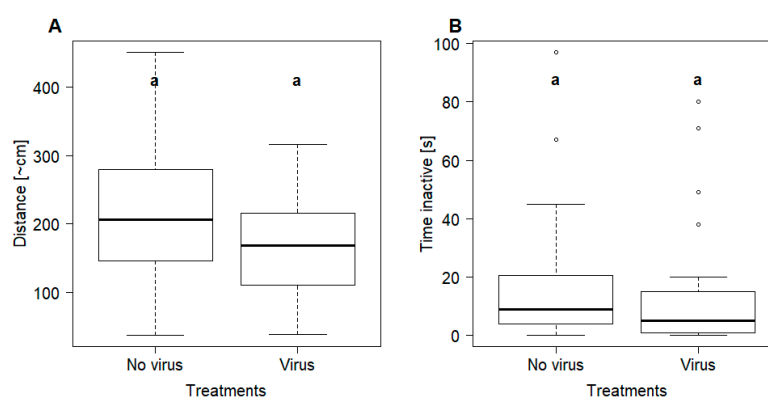 A
Distance [~cm]
400
300
200
100
a
a
No virus
Virus
Treatments
B
Time inactive [s]
100
80
60
40
20
0
a
a
No virus
Virus
Treatments